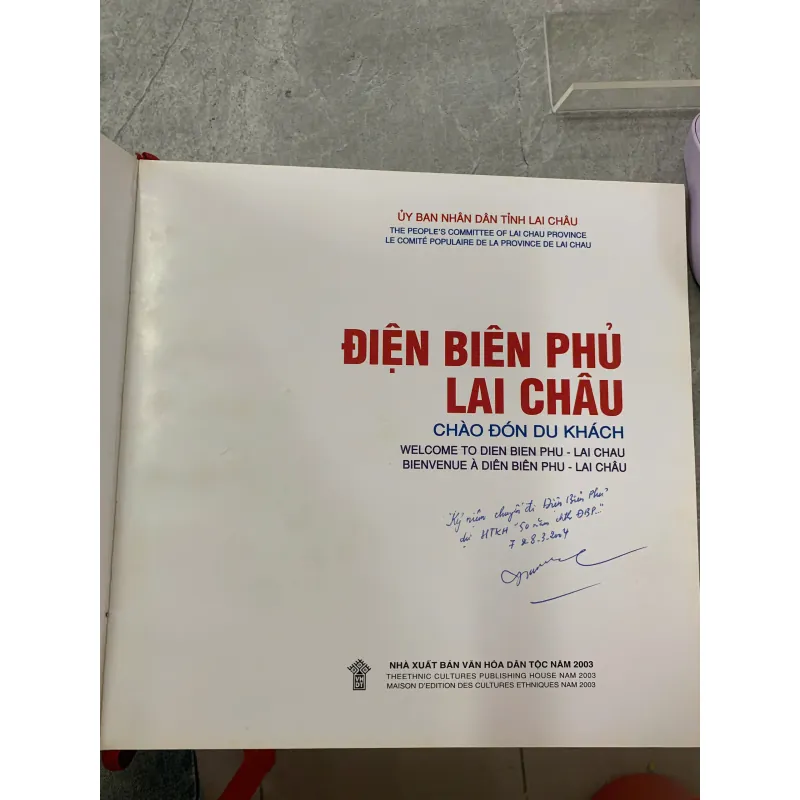 ỦY BAN NHÂN DÂN TỈNH LAI CHÂU
THE PEOPLE'S COMMITTEE OF LAI CHAU PROVINCE
LE COMITÉ POPULAIRE DE LA PROVINCE DE LAI CHAU
ĐIỆN BIÊN PHỦ
LAI CHÂU
CHÀO ĐÓN DU KHÁCH
WELCOME TO DIEN BIEN PHU - LAI CHAU
BIENVENUE À DIÊN BIÊN PHU - LAI CHÂU
"Kỷ niệm chuyến đi Điện Biên Phủ"
dự HTKH "50 năm cth ĐBP..."
7 & 8.3.2004
NHÀ XUẤT BẢN VĂN HÓA DÂN TỘC NĂM 2003
THEETHNIC CULTURES PUBLISHING HOUSE NAM 2003
MAISON D'EDITION DES CULTURES ETHNIQUES NAM 2003